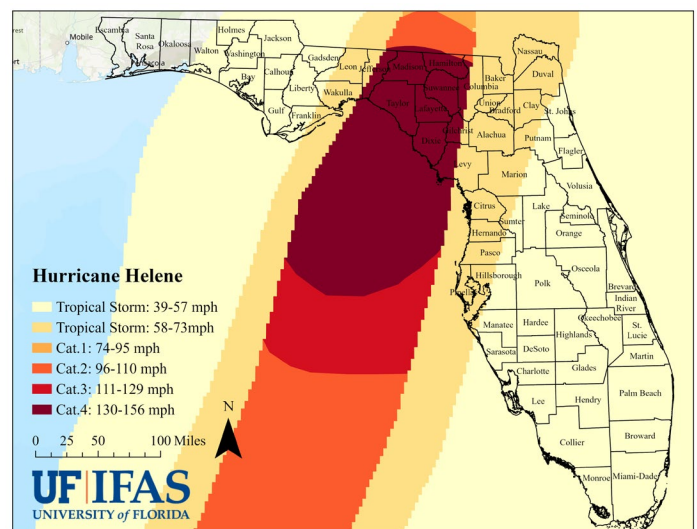 Escambia
Santa
Rosa
Okaloosa
Walton
Holmes
Washington
Jackson
Bay
Calhoun
Gulf
Liberty
Gadsden
Leon
Wakulla
Franklin
Jefferson
Madison
Hamilton
Taylor
Suwannee
Lafayette
Dixie
Columbia
Gilchrist
Levy
Baker
Nassau
Duval
Union
Bradford
Clay
St. Johns
Alachua
Putnam
Flagler
Marion
Volusia
Citrus
Sumter
Lake
Seminole
Hernando
Orange
Pasco
Hillsborough
Pinellas
Polk
Osceola
Brevard
Indian
River
Manatee
Hardee
Okeechobee
St.
Lucie
Highlands
Sarasota
DeSoto
Martin
Charlotte
Glades
Lee
Hendry
Palm Beach
Collier
Broward
Monroe
Miami-Dade
Mobile
Hurricane Helene
Tropical Storm: 39-57 mph
Tropical Storm: 58-73mph
Cat.1: 74-95 mph
Cat.2: 96-110 mph
Cat.3: 111-129 mph
Cat.4: 130-156 mph
N
0 25 50 100 Miles
UF|IFAS
UNIVERSITY of FLORIDA